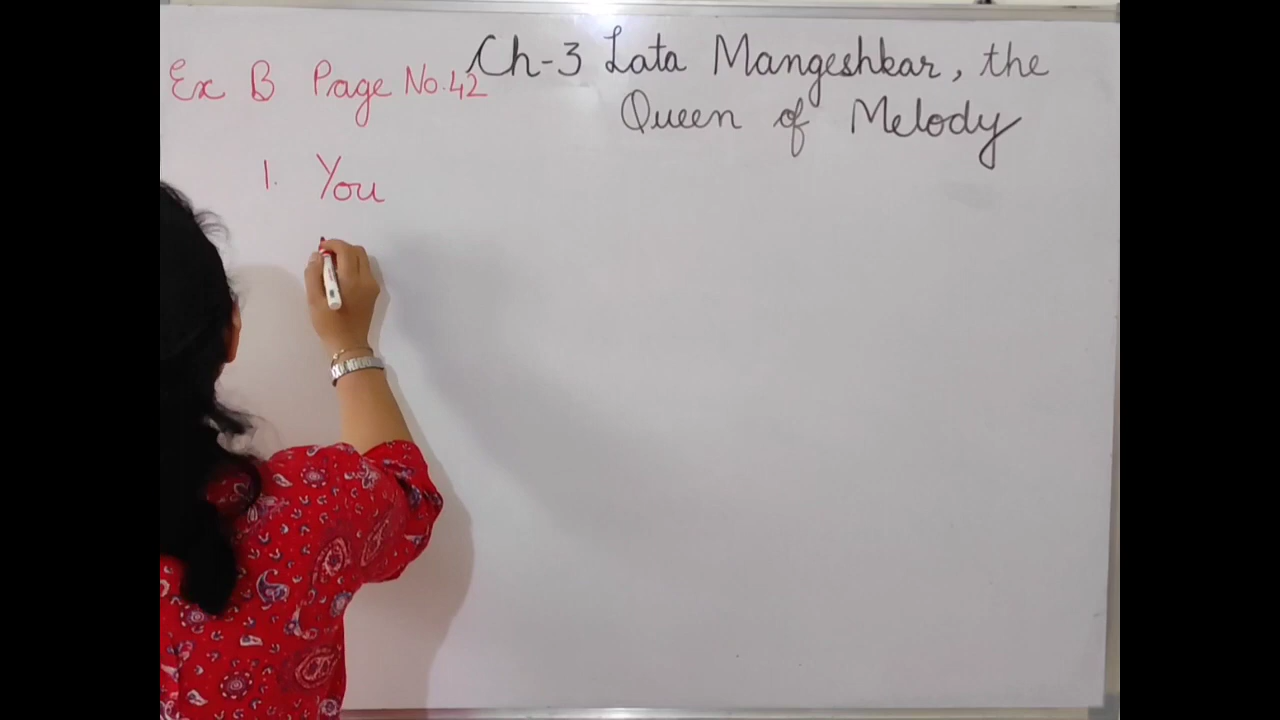 Ch-3 Lata Mangeshkar, the
Queen of Melody
Ex B Page No.42
1. You